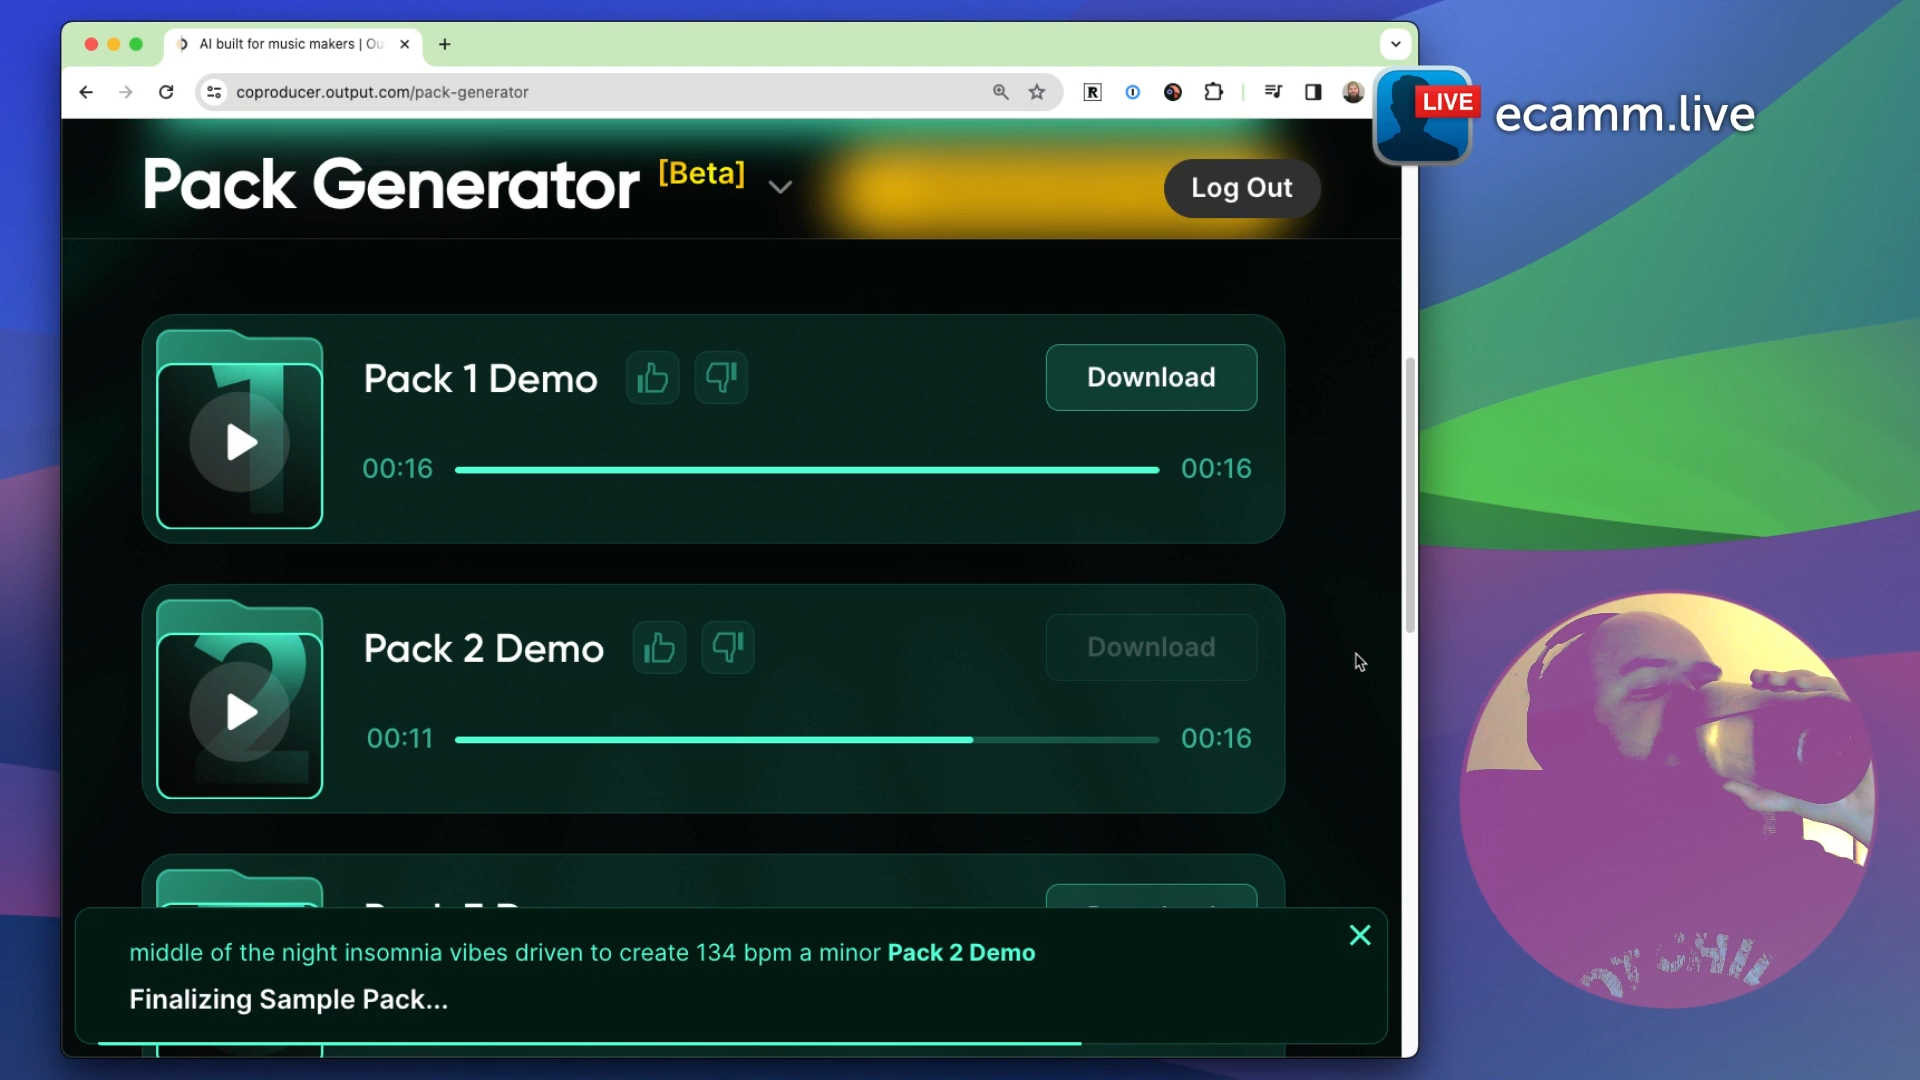 AI built for music makers | Ou
coproducer.output.com/pack-generator
LIVE
ecamm.live
Pack Generator [Beta]
Log Out
1
Pack 1 Demo
Download
00:16
00:16
2
Pack 2 Demo
Download
00:11
00:16
middle of the night insomnia vibes driven to create 134 bpm a minor Pack 2 Demo
Finalizing Sample Pack...